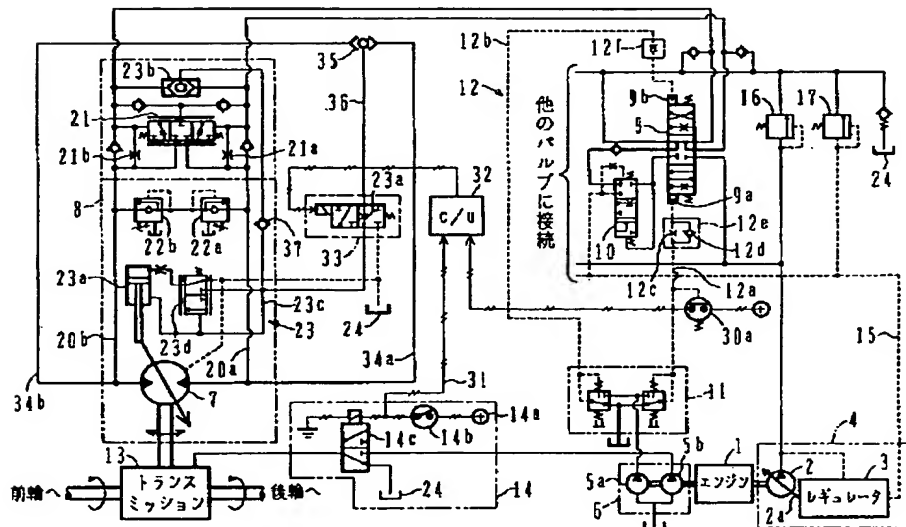 12b
12f
35
23b
12
36
9b
16
17
21
9
21b
21a
32
24
23a
8
C/U
22b
22a
37
33
10
9a
12e
12d
12c
12a
23a
23c
23
23d
24
30a
15
20b
20a
34a
34b
7
31
11
14a
14c
14b
5b
1
4
13
トランス
ミッション
前輪へ
後輪へ
24
14
5a
6
エンジン
2
2a
3
レギュレータ
他のバルブに接続